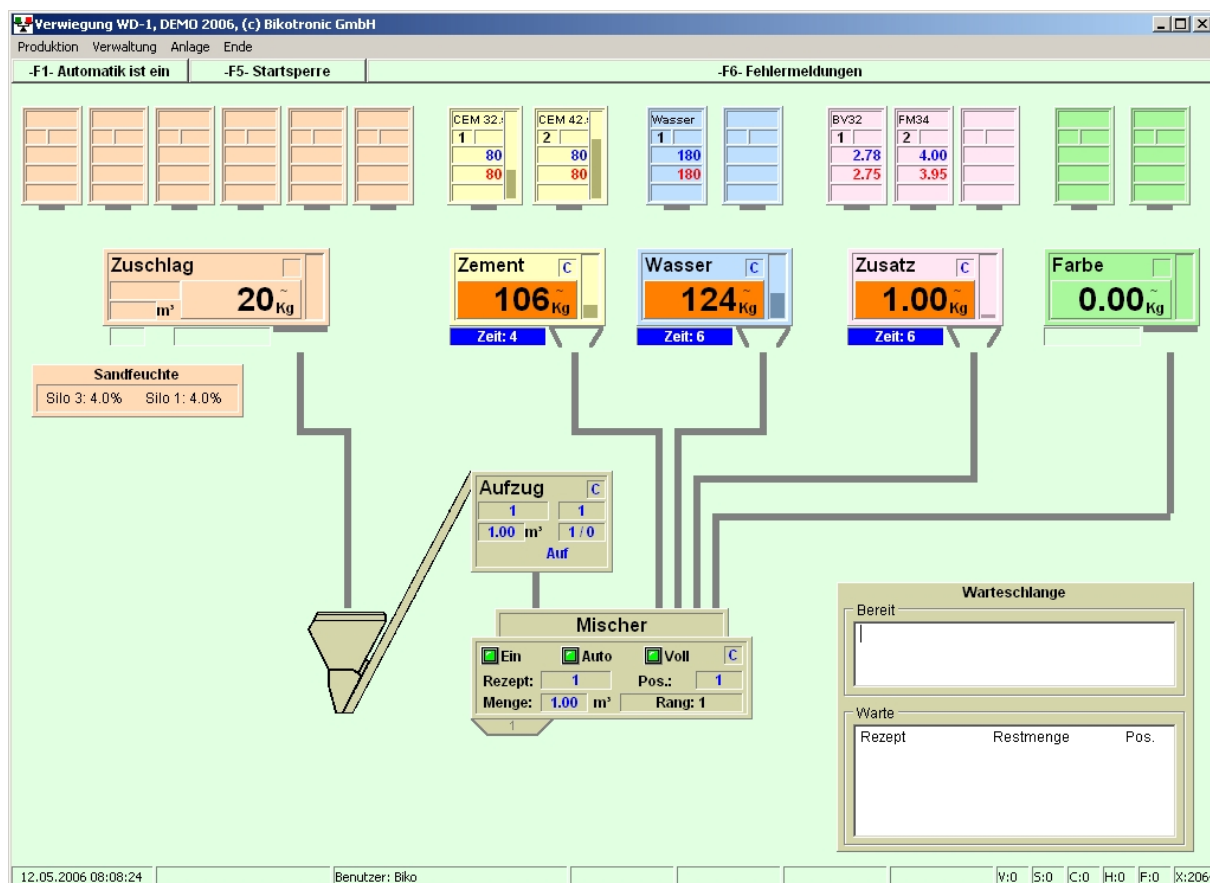 Verwiegung WD-1, DEMO 2006, (c) Bikotronic GmbH
Produktion Verwaltung Anlage Ende
-F1- Automatik ist ein -F5- Startsperre -F6- Fehlermeldungen
CEM 32. CEM 42. Wasser BV32 FM34
1 2 1 1 2
80 80 180 2.78 4.00
80 80 180 2.75 3.95
Zuschlag Zement C Wasser C Zusatz C Farbe
m³ 20 ~ Kg 106 ~ Kg 124 ~ Kg 1.00 ~ Kg 0.00 ~ Kg
Zeit: 4 Zeit: 6 Zeit: 6
Sandfeuchte
Silo 3: 4.0% Silo 1: 4.0%
Aufzug C
1 1
1.00 m³ 1 / 0
Auf
Mischer
Ein Auto Voll C
Rezept: 1 Pos.: 1
Menge: 1.00 m³ Rang: 1
1
Warteschlange
Bereit
Warte
Rezept Restmenge Pos.
12.05.2006 08:08:24 Benutzer: Biko V:0 S:0 C:0 H:0 F:0 X:206